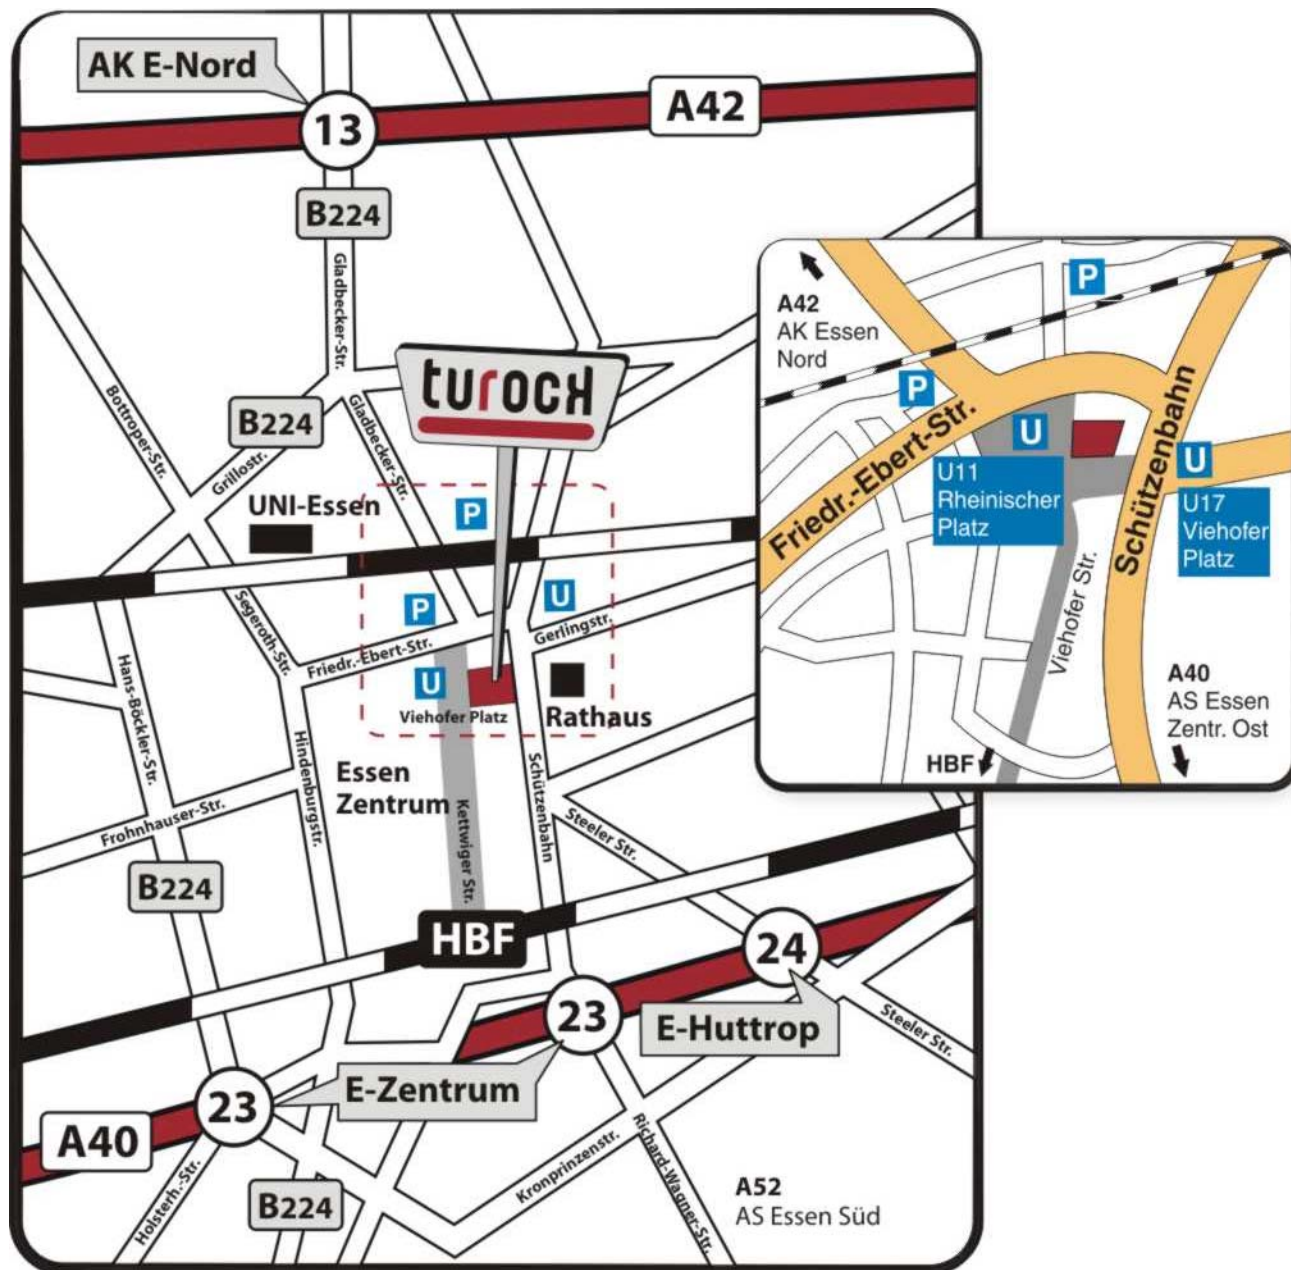 AK E-Nord
A42
13
B224
Gladbecker-Str.
Bottroper-Str.
turock
B224
Gladbecker-Str.
Grillostr.
UNI-Essen
P
P
U
Segeroth-Str.
Gerlingstr.
Friedr.-Ebert-Str.
Hans-Böckler-Str.
U
Viehofer Platz
Rathaus
Hindenburgstr.
Essen
Zentrum
Schützenbahn
Kettwiger Str.
Frohnhauser-Str.
Steeler Str.
B224
HBF
24
23
E-Huttrop
Steeler Str.
E-Zentrum
23
A40
Holsterh.-Str.
Kronprinzenstr.
Richard-Wagner-Str.
B224
A52
AS Essen Süd
A42
AK Essen
Nord
P
P
Friedr.-Ebert-Str.
Schützenbahn
U
U11
Rheinischer
Platz
U
U17
Viehofer
Platz
Viehofer Str.
A40
AS Essen
Zentr. Ost
HBF